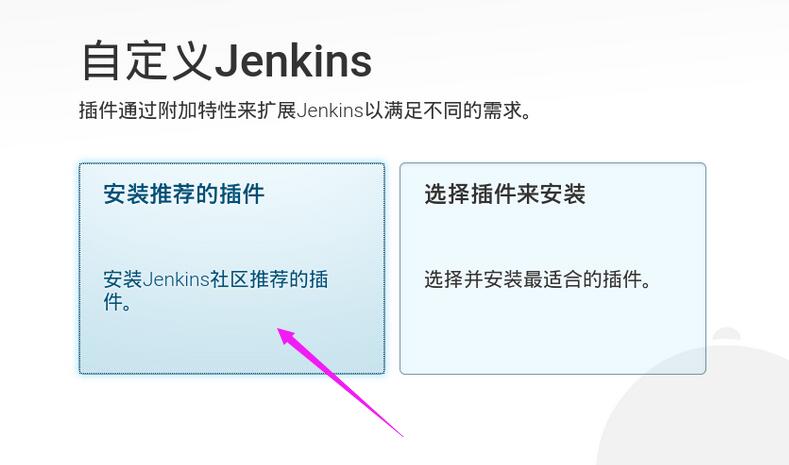 自定义Jenkins
插件通过附加特性来扩展Jenkins以满足不同的需求。
安装推荐的插件
安装Jenkins社区推荐的插
件。
选择插件来安装
选择并安装最适合的插件。